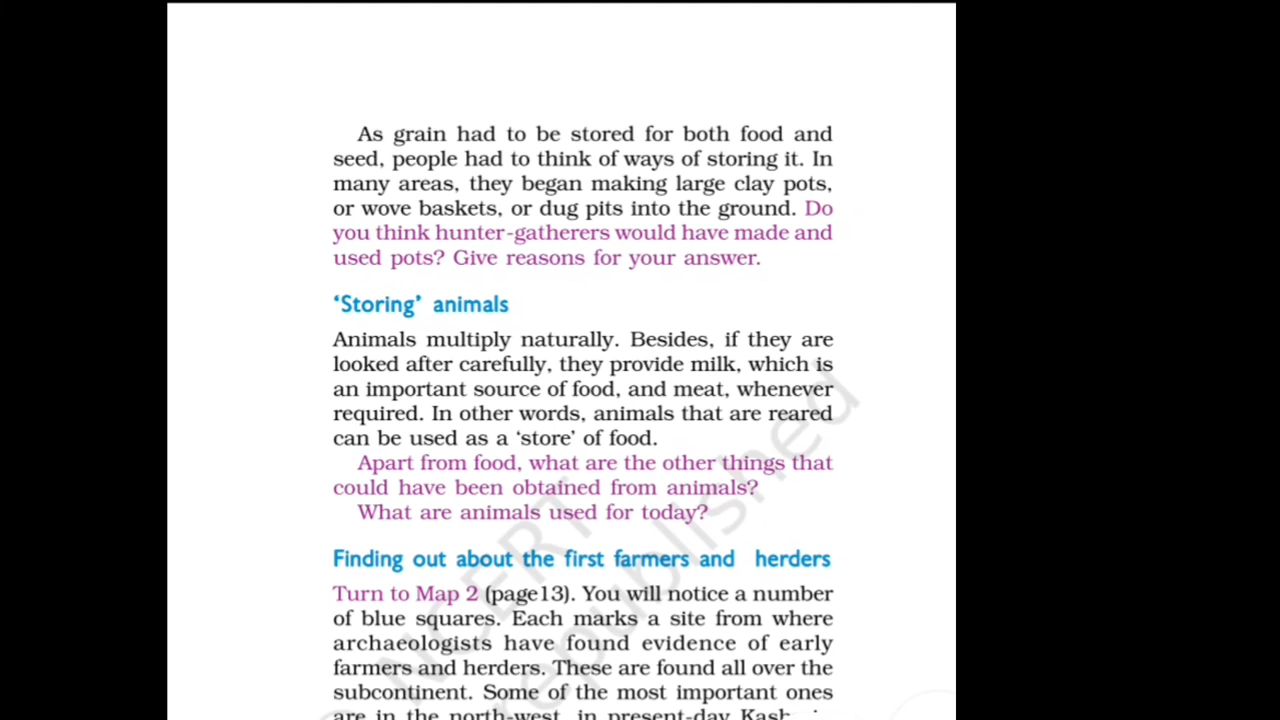 As grain had to be stored for both food and
seed, people had to think of ways of storing it. In
many areas, they began making large clay pots,
or wove baskets, or dug pits into the ground. Do
you think hunter-gatherers would have made and
used pots? Give reasons for your answer.
‘Storing’ animals
Animals multiply naturally. Besides, if they are
looked after carefully, they provide milk, which is
an important source of food, and meat, whenever
required. In other words, animals that are reared
can be used as a ‘store’ of food.
Apart from food, what are the other things that
could have been obtained from animals?
What are animals used for today?
Finding out about the first farmers and herders
Turn to Map 2 (page13). You will notice a number
of blue squares. Each marks a site from where
archaeologists have found evidence of early
farmers and herders. These are found all over the
subcontinent. Some of the most important ones
are in the north-west, in present-day
NCERT
republished